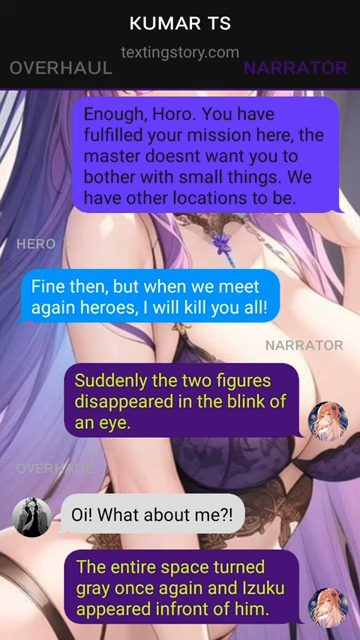 KUMAR TS
textingstory.com
OVERHAUL
NARRATOR
Enough, Horo. You have
fulfilled your mission here, the
master doesnt want you to
bother with small things. We
have other locations to be.
HERO
Fine then, but when we meet
again heroes, I will kill you all!
NARRATOR
Suddenly the two figures
disappeared in the blink of
an eye.
OVERHAUL
Oi! What about me?!
The entire space turned
gray once again and Izuku
appeared infront of him.